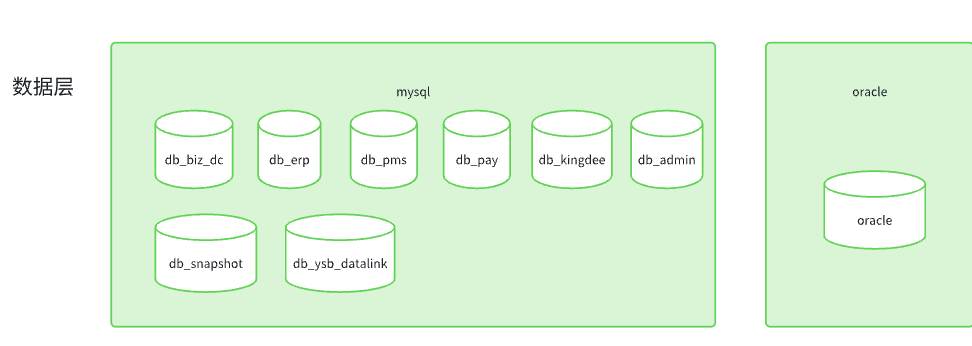 数据层
mysql
db_biz_dc
db_erp
db_pms
db_pay
db_kingdee
db_admin
db_snapshot
db_ysb_datalink
oracle
oracle